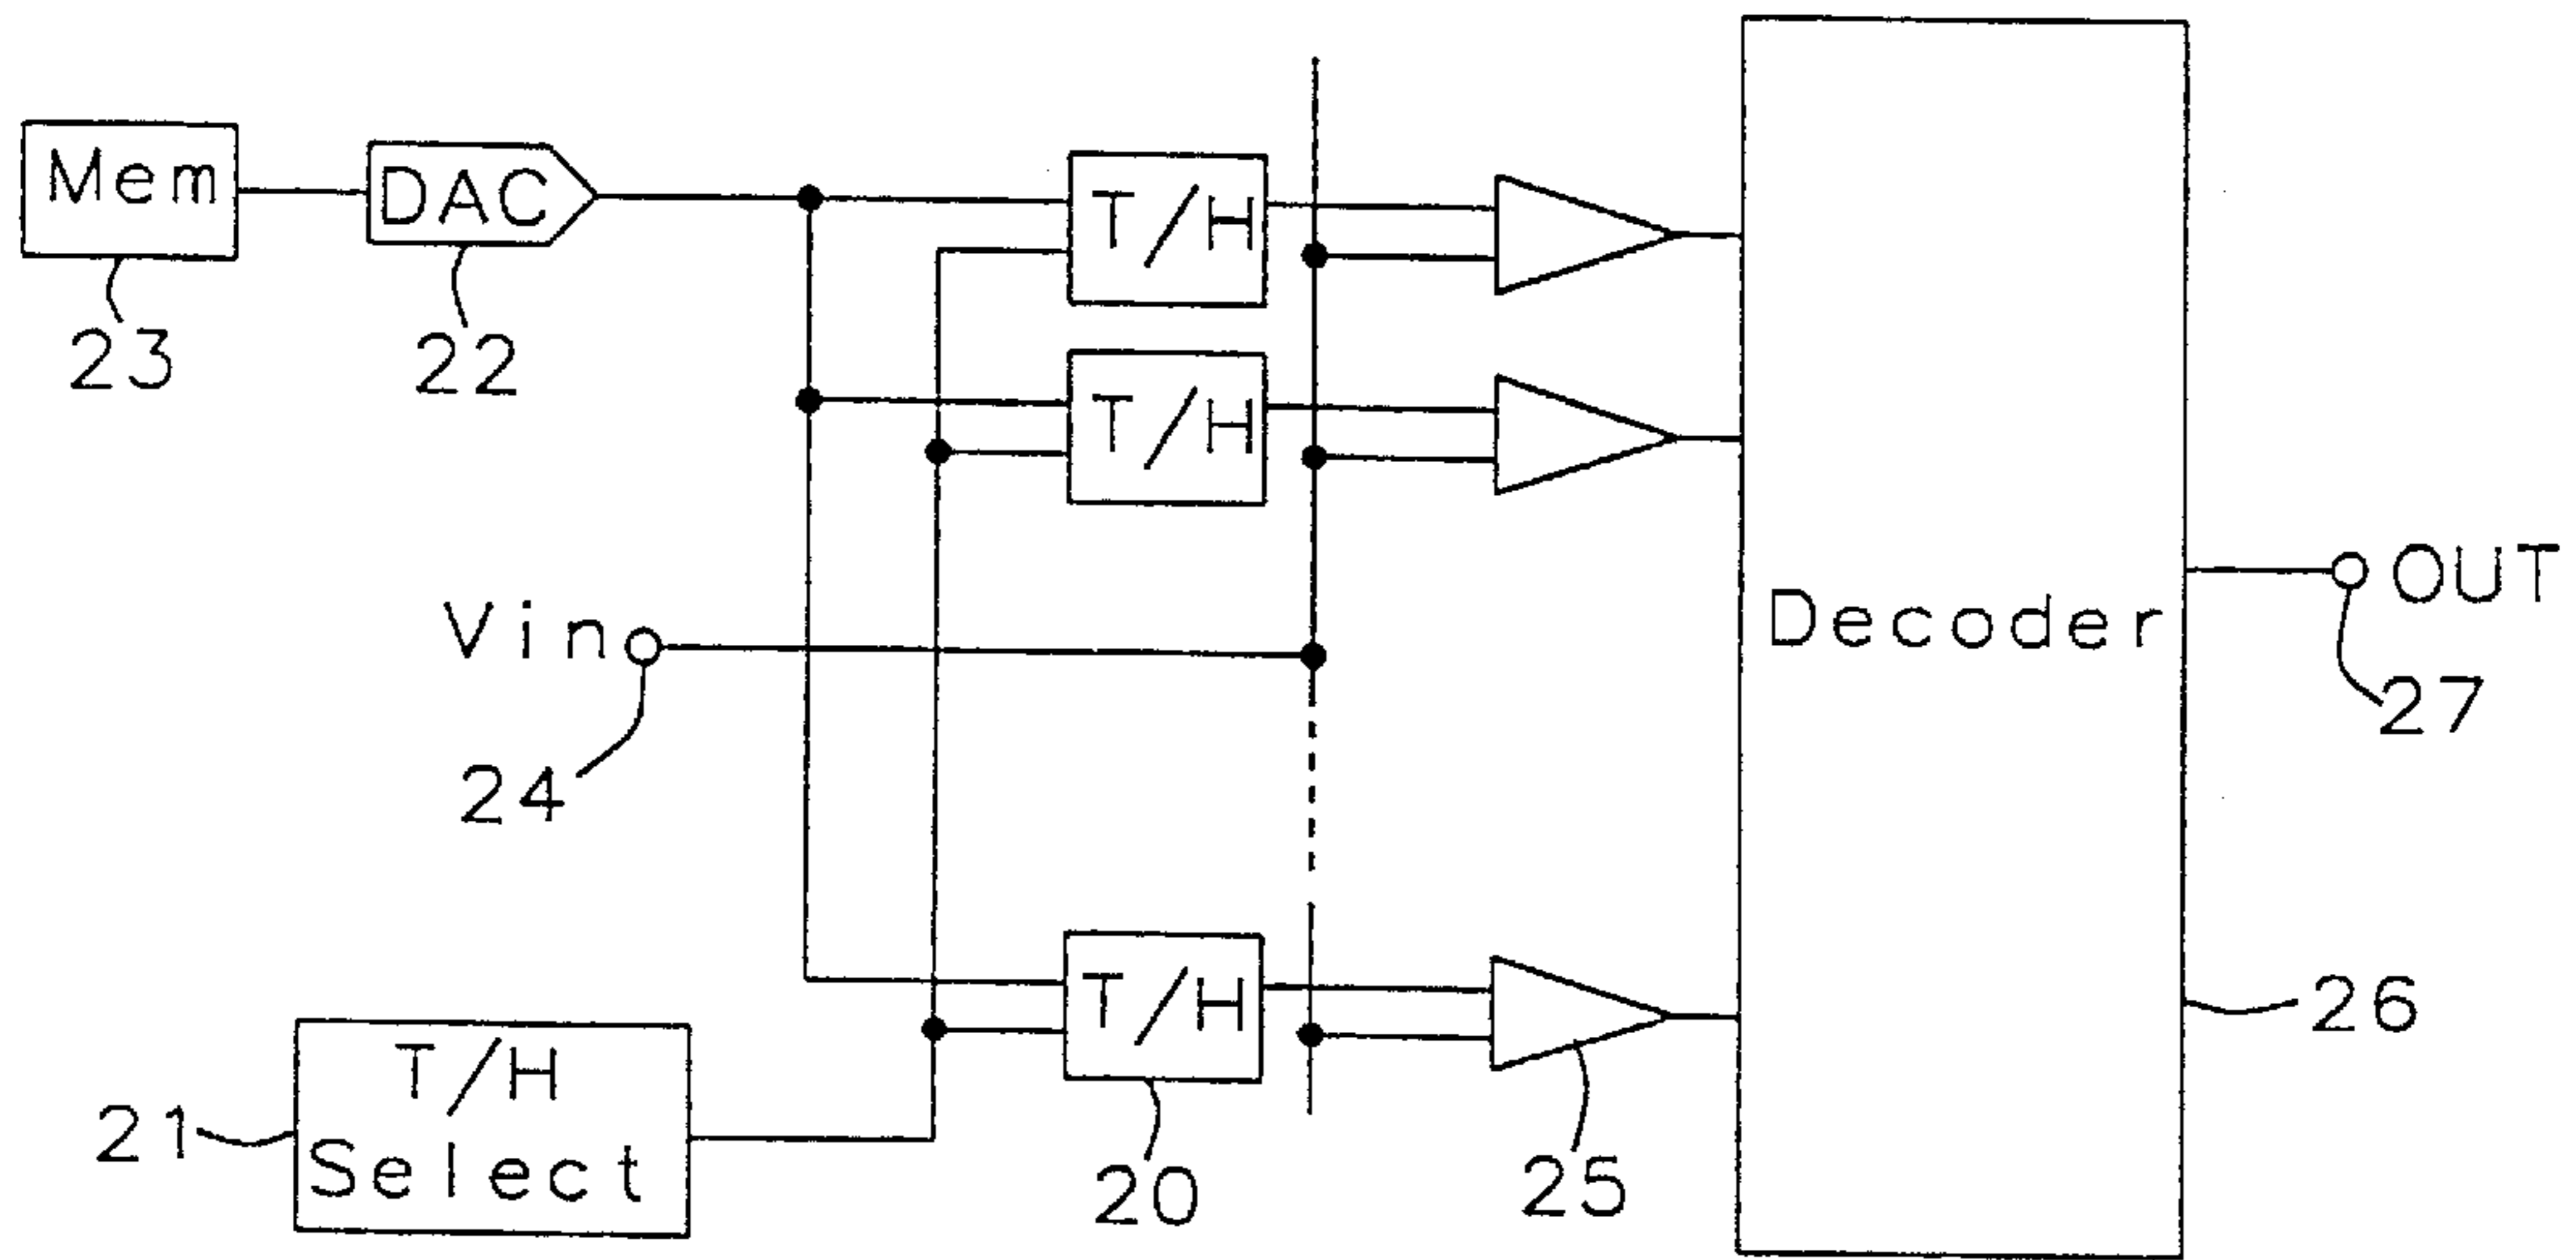 Mem
DAC
T/H
23
22
T/H
Vin
Decoder
OUT
24
27
T/H
T/H
Select
21
20
25
26